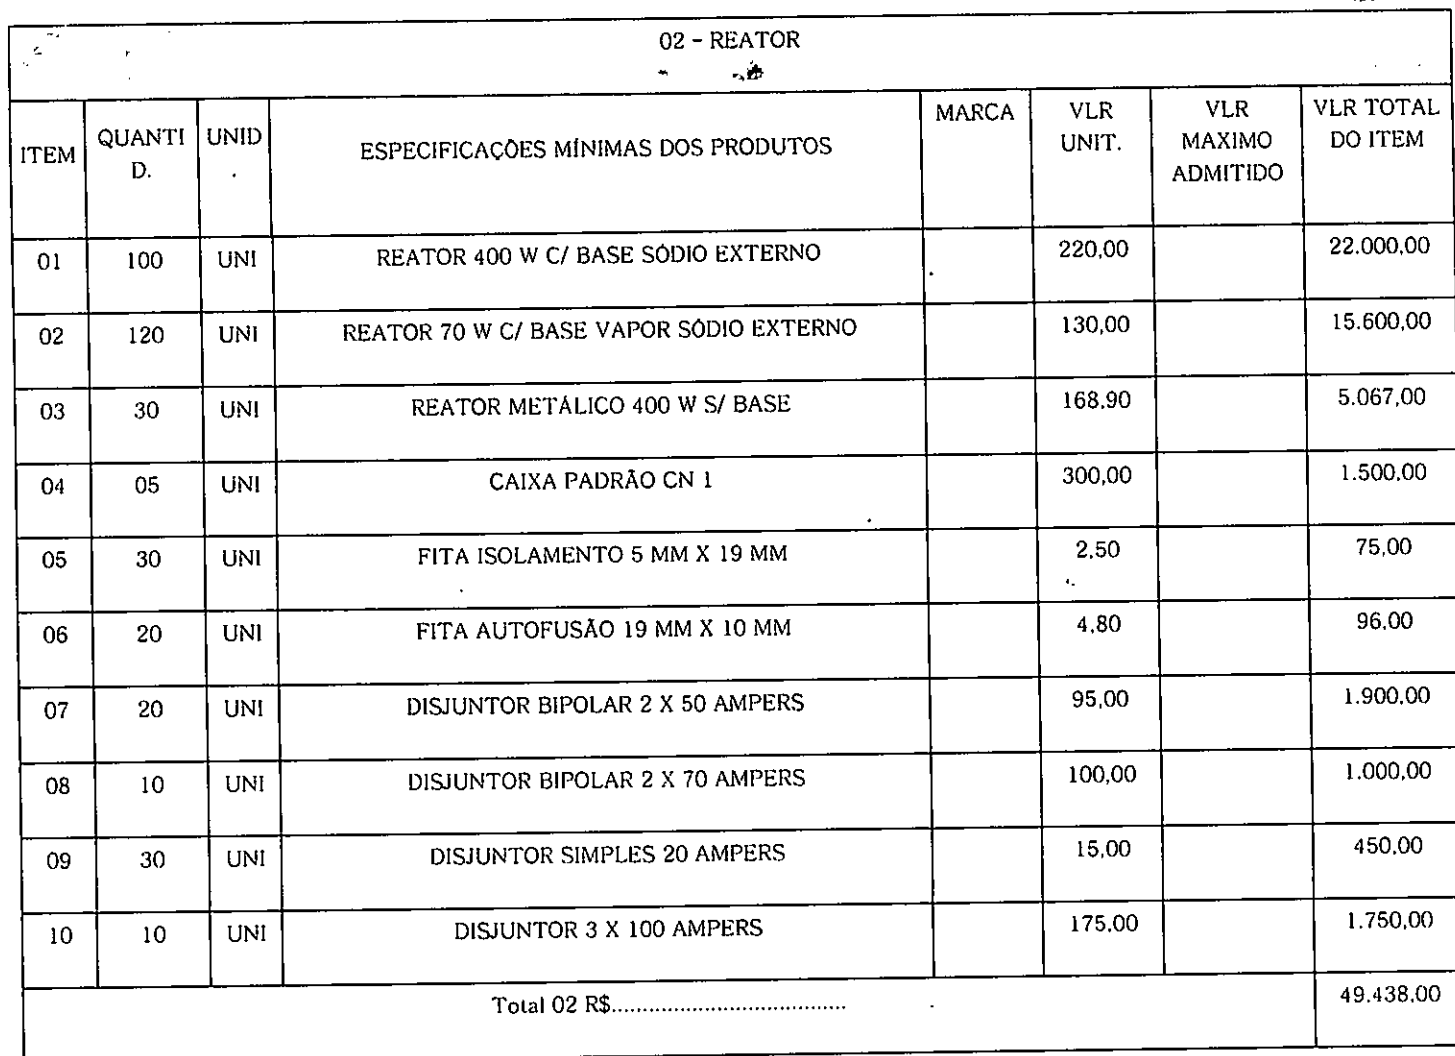 02 - REATOR
ITEM QUANTI D. UNID . ESPECIFICAÇÕES MÍNIMAS DOS PRODUTOS MARCA VLR UNIT. VLR MAXIMO ADMITIDO VLR TOTAL DO ITEM
01 100 UNI REATOR 400 W C/ BASE SÓDIO EXTERNO 220,00 22.000,00
02 120 UNI REATOR 70 W C/ BASE VAPOR SÓDIO EXTERNO 130,00 15.600,00
03 30 UNI REATOR METÁLICO 400 W S/ BASE 168,90 5.067,00
04 05 UNI CAIXA PADRÃO CN 1 300,00 1.500,00
05 30 UNI FITA ISOLAMENTO 5 MM X 19 MM 2,50 75,00
06 20 UNI FITA AUTOFUSÃO 19 MM X 10 MM 4,80 96,00
07 20 UNI DISJUNTOR BIPOLAR 2 X 50 AMPERS 95,00 1.900,00
08 10 UNI DISJUNTOR BIPOLAR 2 X 70 AMPERS 100,00 1.000,00
09 30 UNI DISJUNTOR SIMPLES 20 AMPERS 15,00 450,00
10 10 UNI DISJUNTOR 3 X 100 AMPERS 175,00 1.750,00
Total 02 R$..................................... 49.438,00